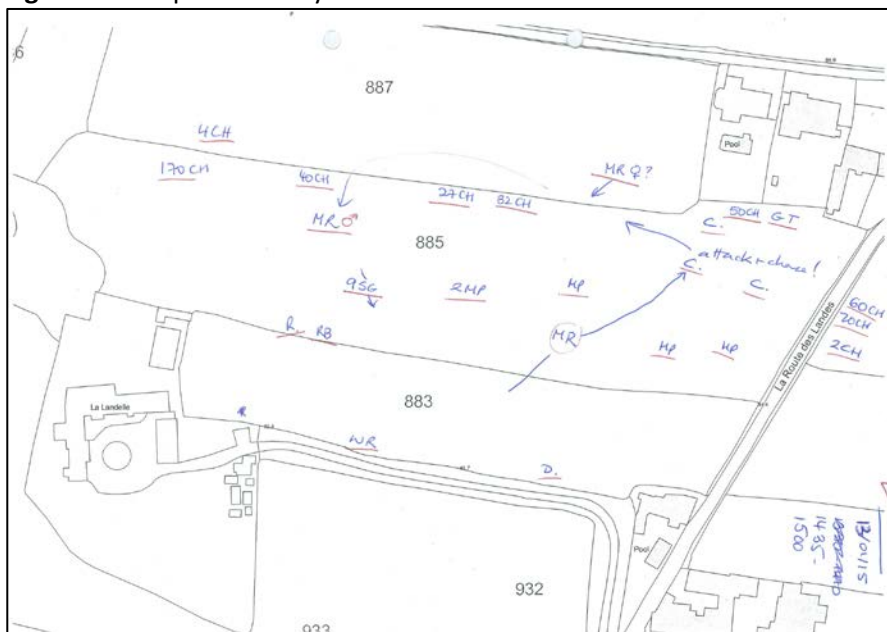 887
Pool
4CH
170CH
40CH
27CH
82CH
MR ♀?
MR ♂
885
C.
50CH GT
attack + chase!
C.
C.
9SG
2MP
MP
60CH
70CH
2CH
La Route des Landes
R.
RB
MR
MP
MP
883
La Landelle
WR
D.
Pool
1435-
1500
932
933